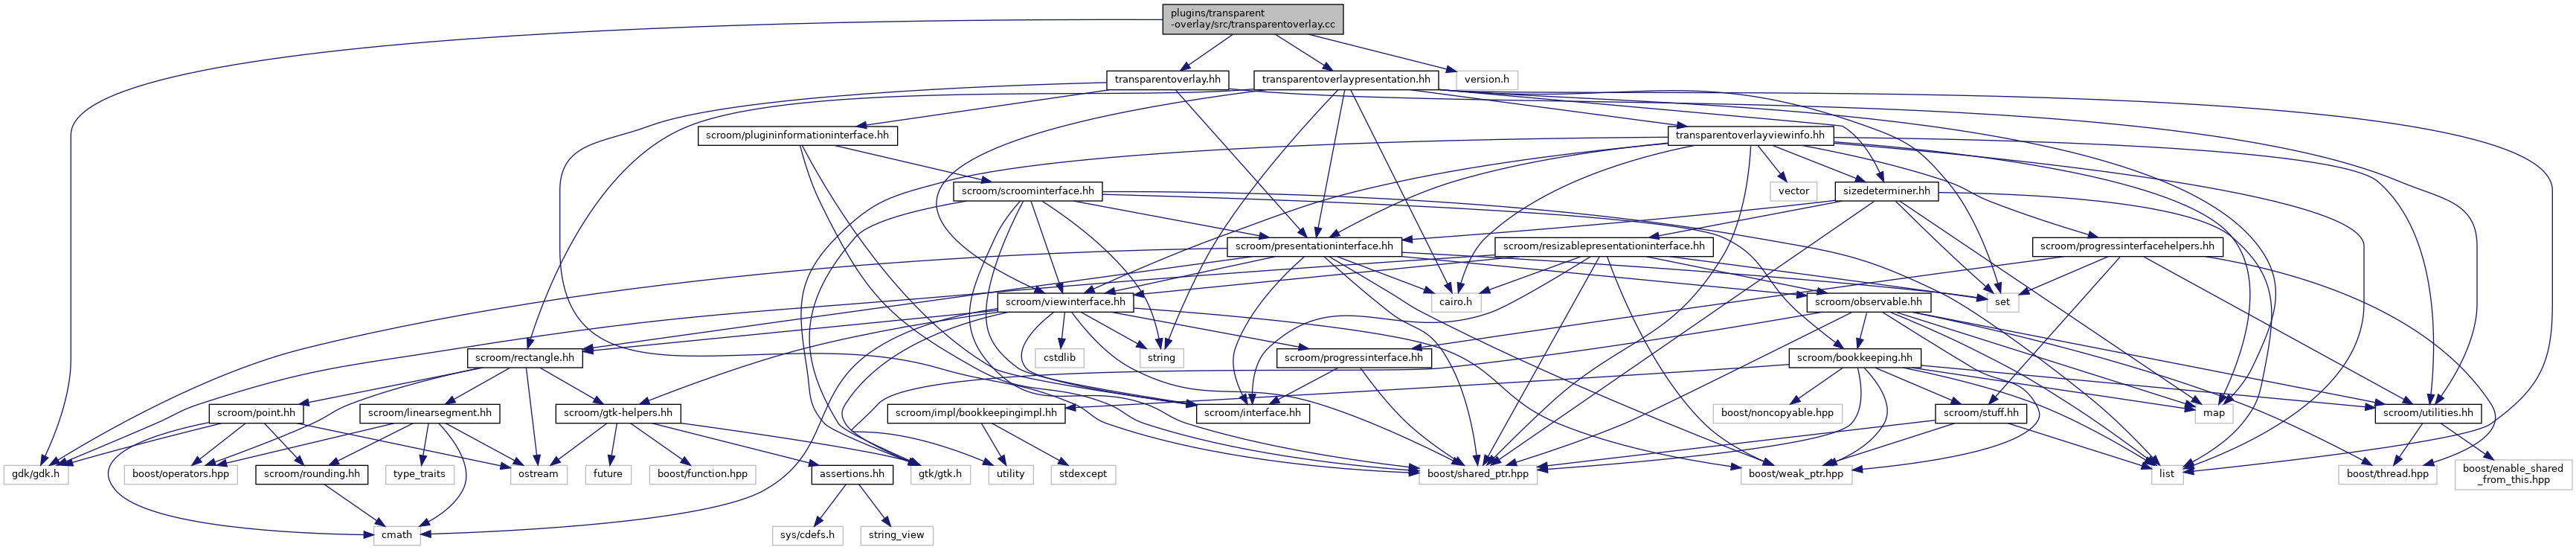 plugins/transparent
-overlay/src/transparentoverlay.cc
transparentoverlay.hh
transparentoverlaypresentation.hh
version.h
scroom/plugininformationinterface.hh
transparentoverlayviewinfo.hh
scroom/scroominterface.hh
vector
sizedeterminer.hh
scroom/presentationinterface.hh
scroom/resizablepresentationinterface.hh
scroom/progressinterfacehelpers.hh
scroom/viewinterface.hh
cairo.h
scroom/observable.hh
set
scroom/rectangle.hh
cstdlib
string
scroom/progressinterface.hh
scroom/bookkeeping.hh
scroom/point.hh
scroom/linearsegment.hh
scroom/gtk-helpers.hh
scroom/impl/bookkeepingimpl.hh
scroom/interface.hh
boost/noncopyable.hpp
scroom/stuff.hh
map
scroom/utilities.hh
gdk/gdk.h
boost/operators.hpp
scroom/rounding.hh
type_traits
ostream
future
boost/function.hpp
assertions.hh
gtk/gtk.h
utility
stdexcept
boost/shared_ptr.hpp
boost/weak_ptr.hpp
list
boost/thread.hpp
boost/enable_shared
_from_this.hpp
cmath
sys/cdefs.h
string_view